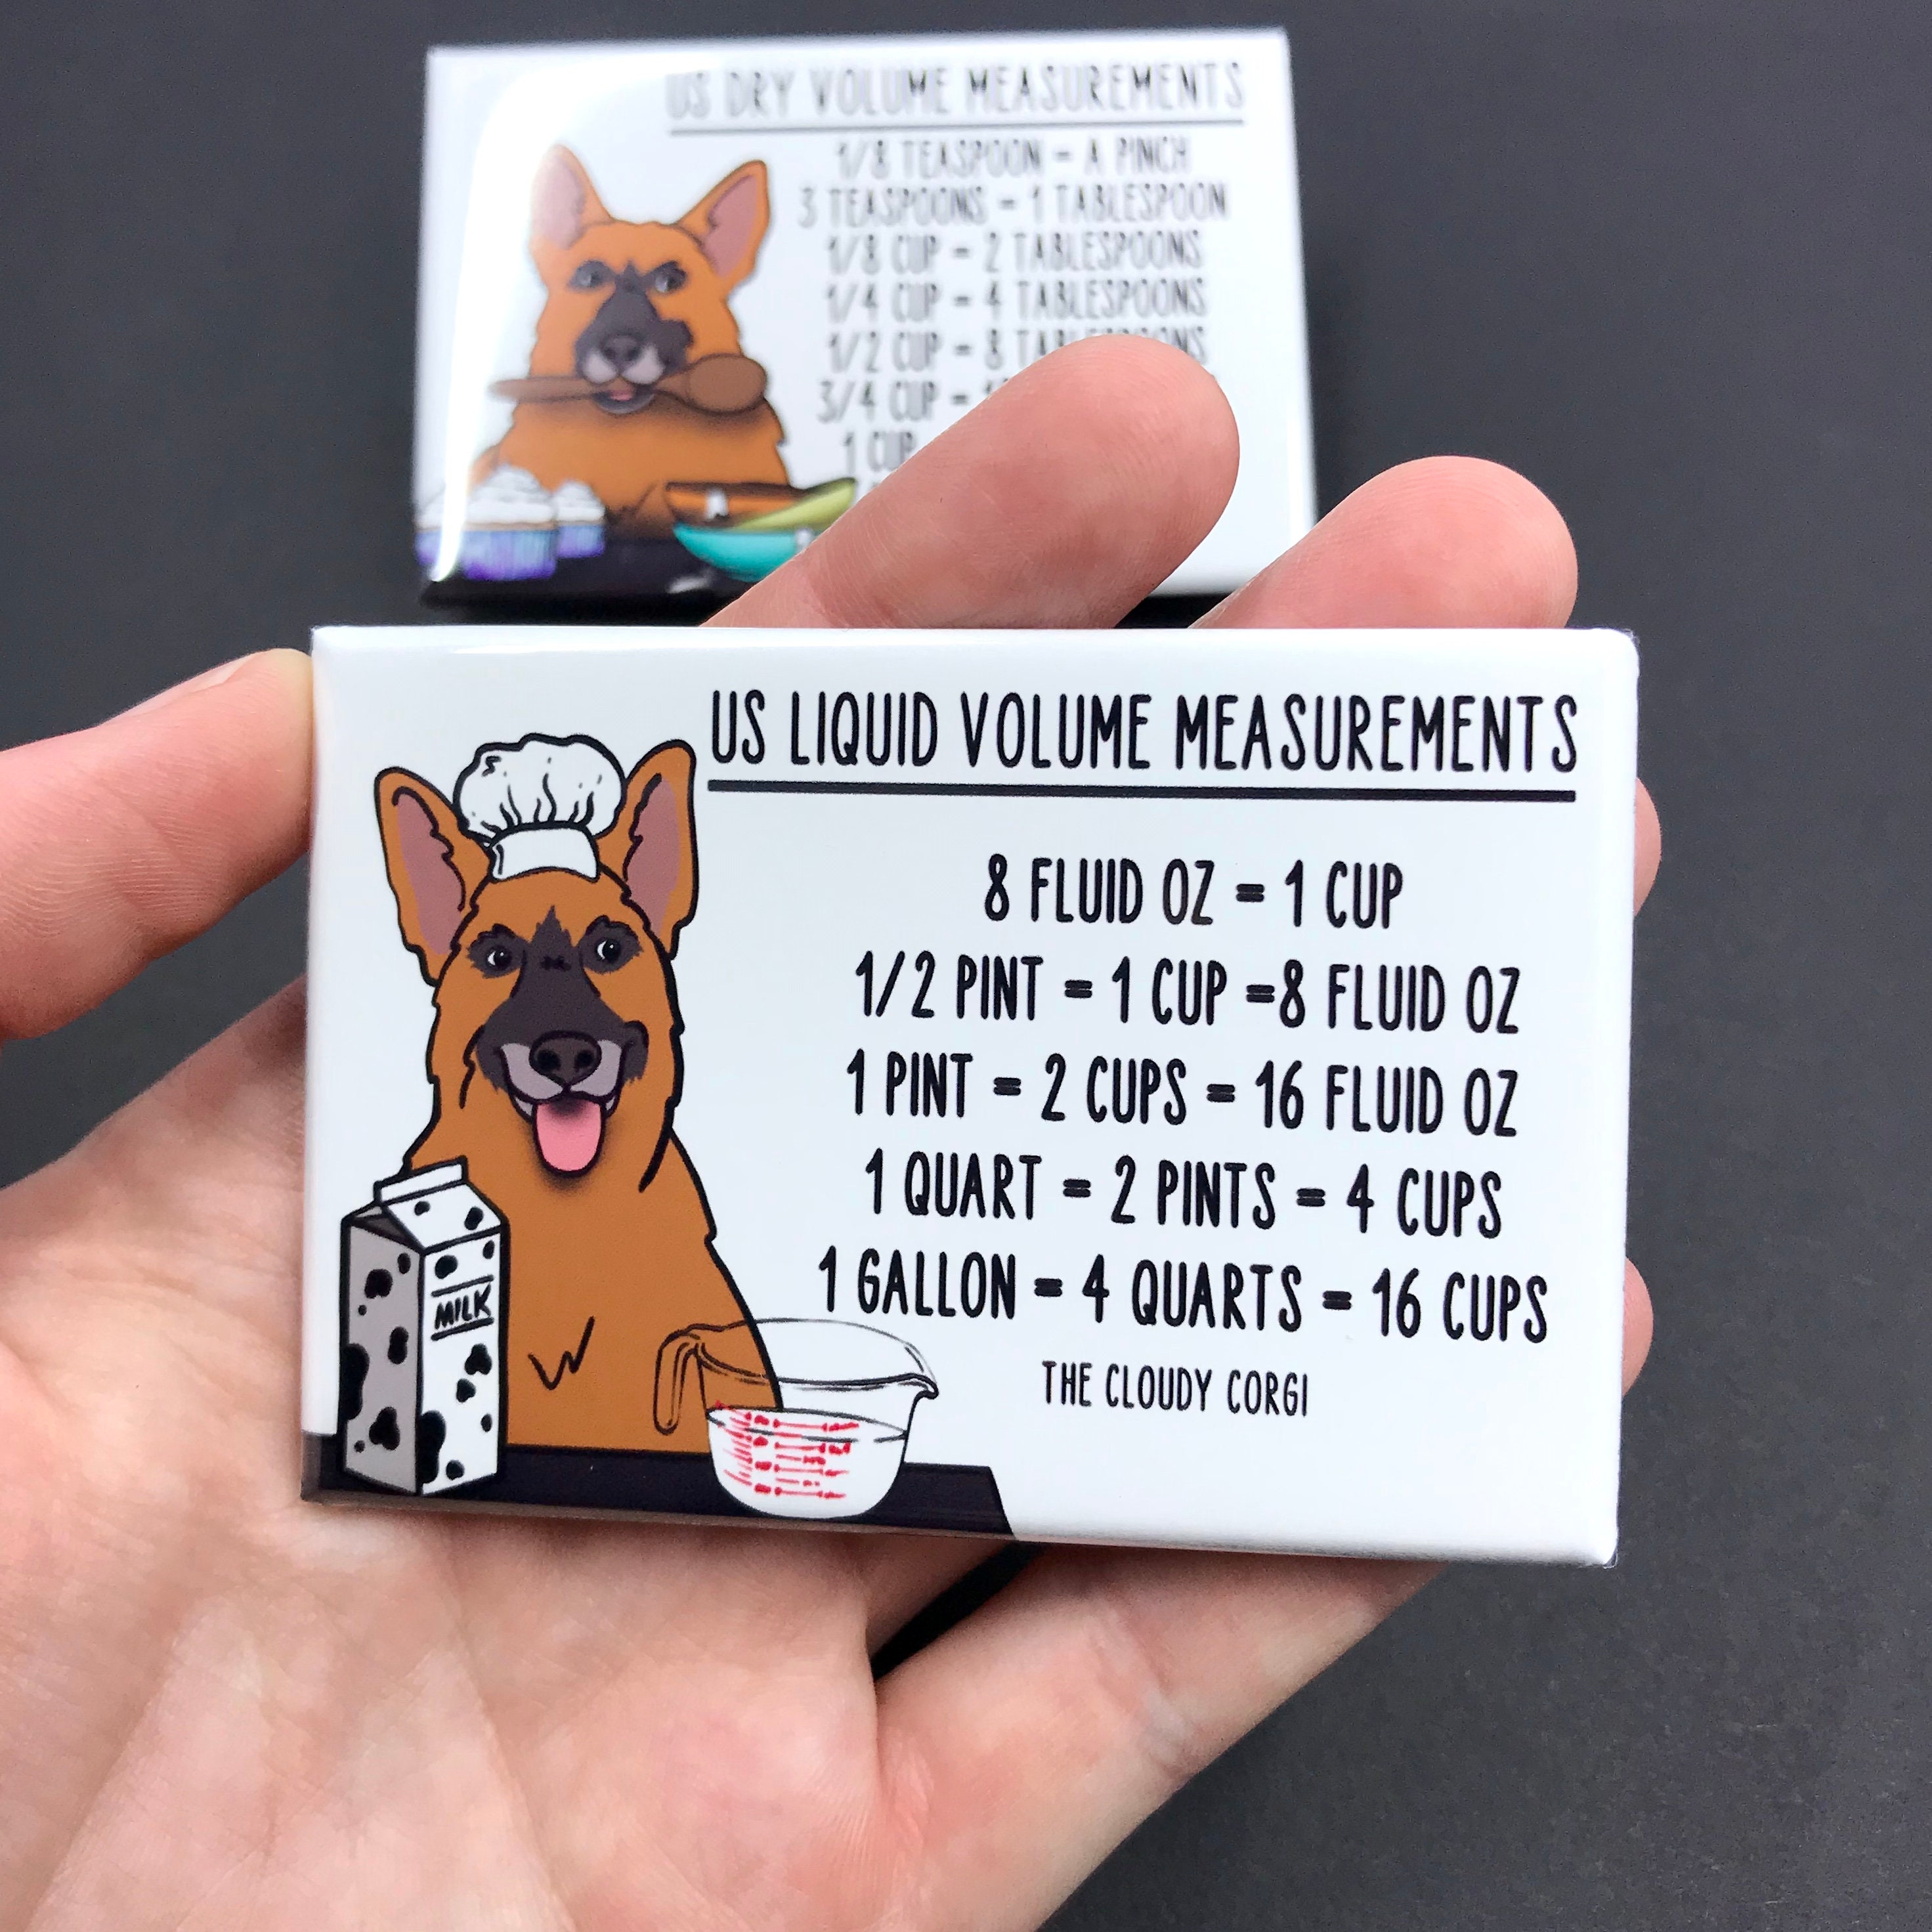 US DRY VOLUME MEASUREMENTS
1/8 TEASPOON = A PINCH
3 TEASPOONS = 1 TABLESPOON
1/8 CUP = 2 TABLESPOONS
1/4 CUP = 4 TABLESPOONS
1/2 CUP = 8
3/4 CUP =
1 CUP
US LIQUID VOLUME MEASUREMENTS
8 FLUID OZ = 1 CUP
1/2 PINT = 1 CUP =8 FLUID OZ
1 PINT = 2 CUPS = 16 FLUID OZ
1 QUART = 2 PINTS = 4 CUPS
1 GALLON = 4 QUARTS = 16 CUPS
THE CLOUDY CORGI
MILK